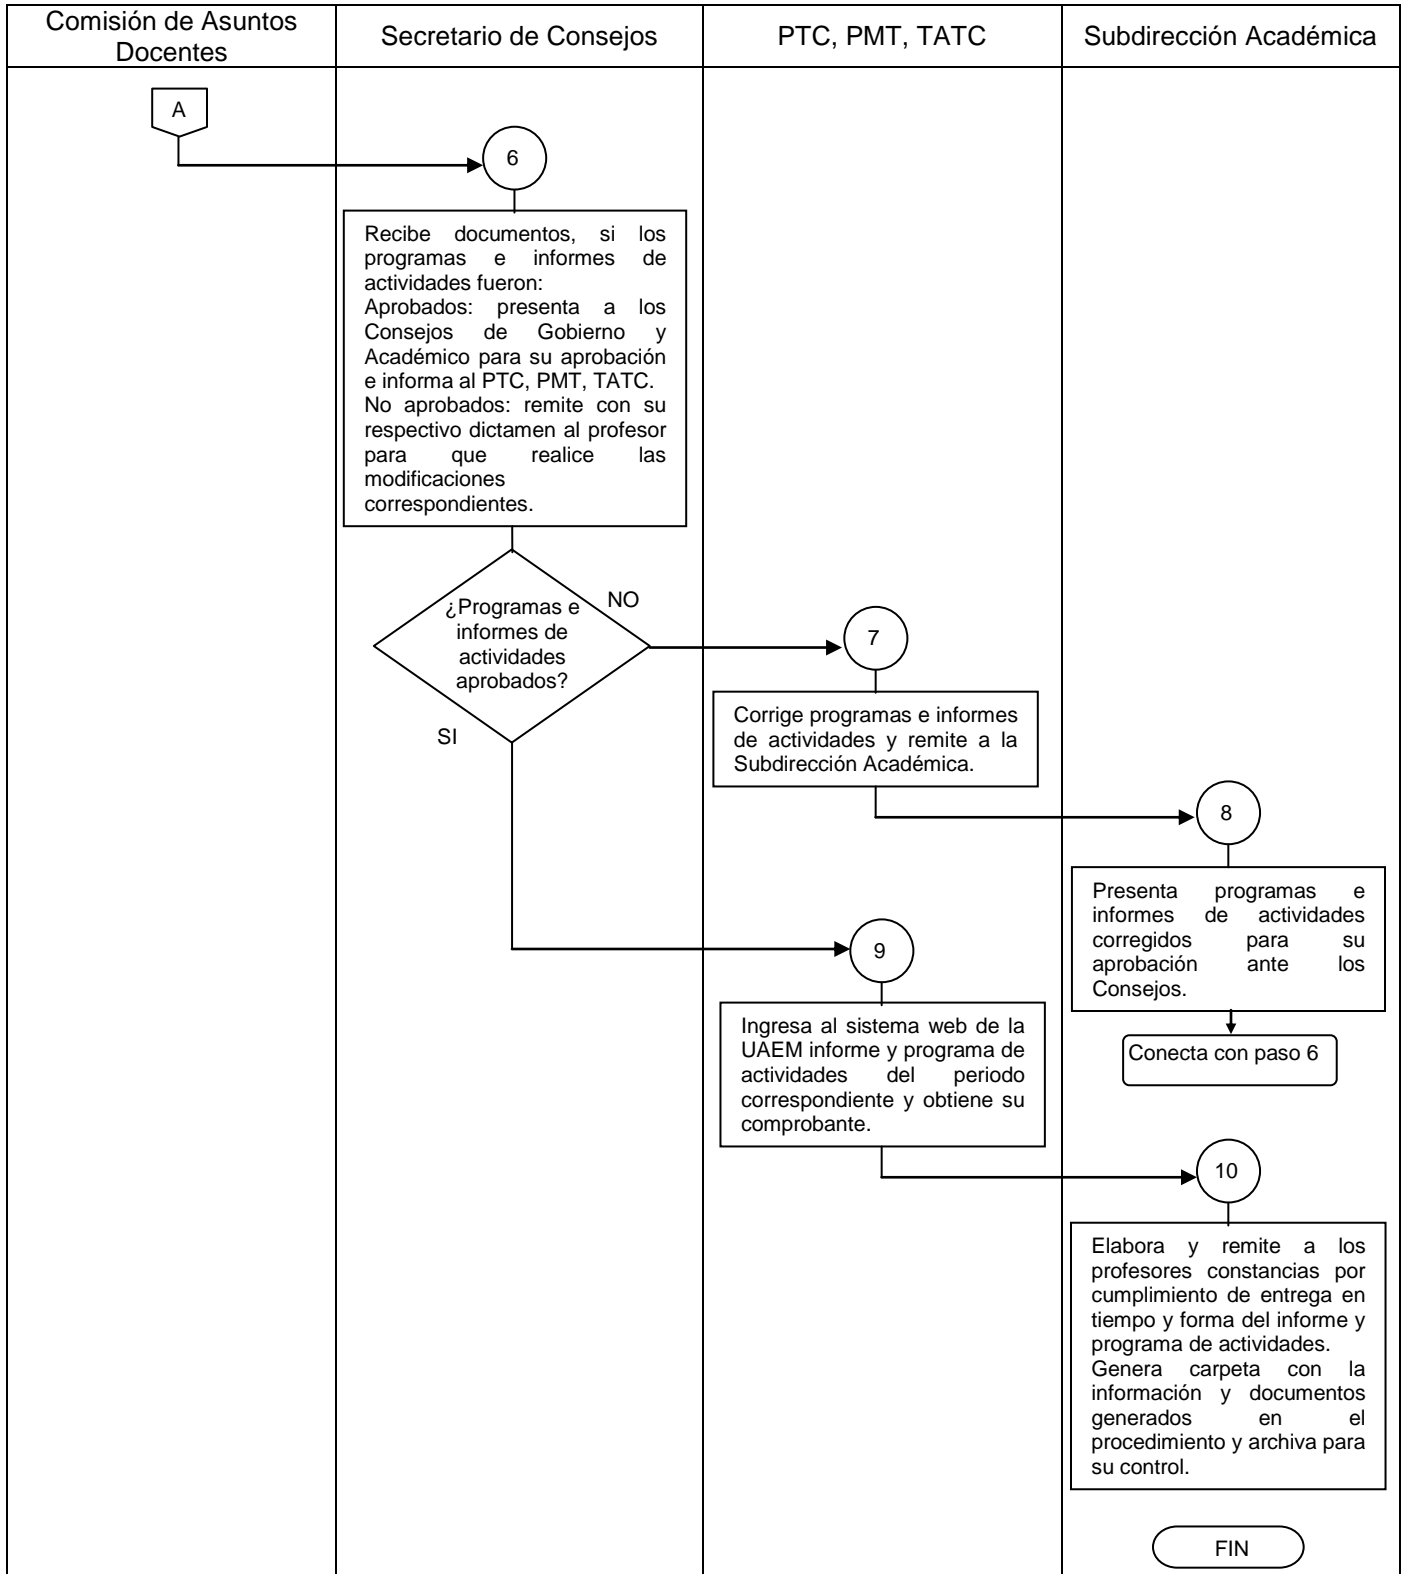 Comisión de Asuntos
Docentes
Secretario de Consejos
PTC, PMT, TATC
Subdirección Académica
A
6
Recibe documentos, si los
programas e informes de
actividades fueron:
Aprobados: presenta a los
Consejos de Gobierno y
Académico para su aprobación
e informa al PTC, PMT, TATC.
No aprobados: remite con su
respectivo dictamen al profesor
para que realice las
modificaciones
correspondientes.
¿Programas e
informes de
actividades
aprobados?
NO
SI
7
Corrige programas e informes
de actividades y remite a la
Subdirección Académica.
8
Presenta programas e
informes de actividades
corregidos para su
aprobación ante los
Consejos.
Conecta con paso 6
9
Ingresa al sistema web de la
UAEM informe y programa de
actividades del periodo
correspondiente y obtiene su
comprobante.
10
Elabora y remite a los
profesores constancias por
cumplimiento de entrega en
tiempo y forma del informe y
programa de actividades.
Genera carpeta con la
información y documentos
generados en el
procedimiento y archiva para
su control.
FIN